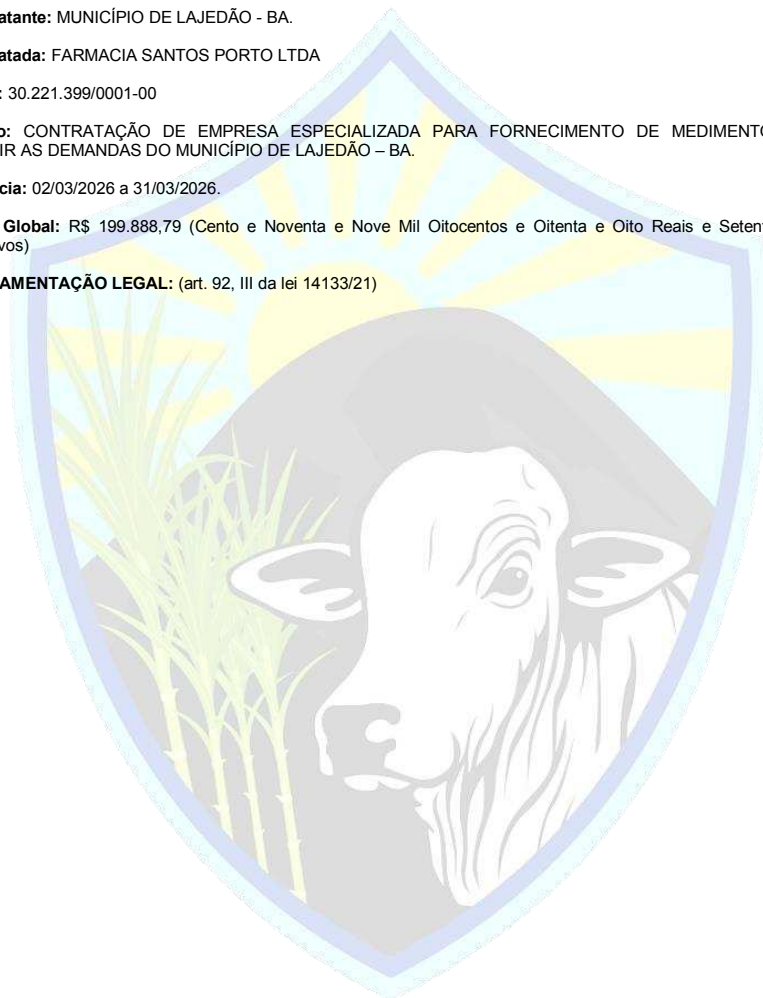 atante: MUNICÍPIO DE LAJEDÃO - BA.
atada: FARMACIA SANTOS PORTO LTDA
: 30.221.399/0001-00
o: CONTRATAÇÃO DE EMPRESA ESPECIALIZADA PARA FORNECIMENTO DE MEDIMENTO
IR AS DEMANDAS DO MUNICÍPIO DE LAJEDÃO – BA.
cia: 02/03/2026 a 31/03/2026.
Global: R$ 199.888,79 (Cento e Noventa e Nove Mil Oitocentos e Oitenta e Oito Reais e Setent
vos)
AMENTAÇÃO LEGAL: (art. 92, III da lei 14133/21)